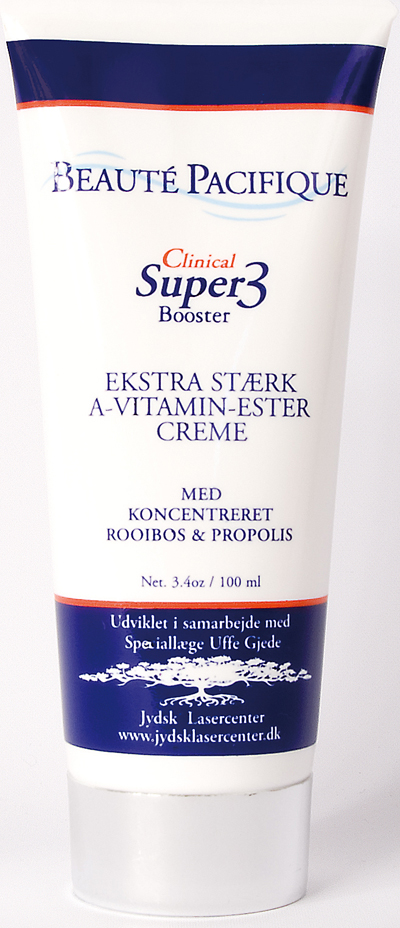 BEAUTÉ PACIFIQUE
Clinical
Super3
Booster
EKSTRA STÆRK
A-VITAMIN-ESTER
CREME
MED
KONCENTRERET
ROOIBOS & PROPOLIS
Net. 3.4oz / 100 ml
Udviklet i samarbejde med
Speciallæge Uffe Gjede
Jydsk Lasercenter
www.jydsklasercenter.dk